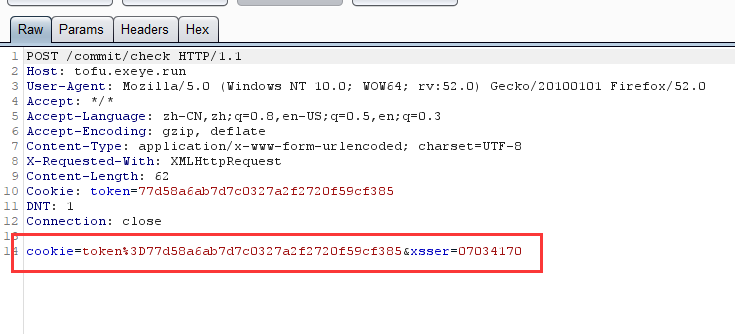 Raw Params Headers Hex
1 POST /commit/check HTTP/1.1
2 Host: tofu.exeye.run
3 User-Agent: Mozilla/5.0 (Windows NT 10.0; WOW64; rv:52.0) Gecko/20100101 Firefox/52.0
4 Accept: */*
5 Accept-Language: zh-CN,zh;q=0.8,en-US;q=0.5,en;q=0.3
6 Accept-Encoding: gzip, deflate
7 Content-Type: application/x-www-form-urlencoded; charset=UTF-8
8 X-Requested-With: XMLHttpRequest
9 Content-Length: 62
10 Cookie: token=77d58a6ab7d7c0327a2f2720f59cf385
11 DNT: 1
12 Connection: close
13
14 cookie=token%3D77d58a6ab7d7c0327a2f2720f59cf385&xsser=07034170